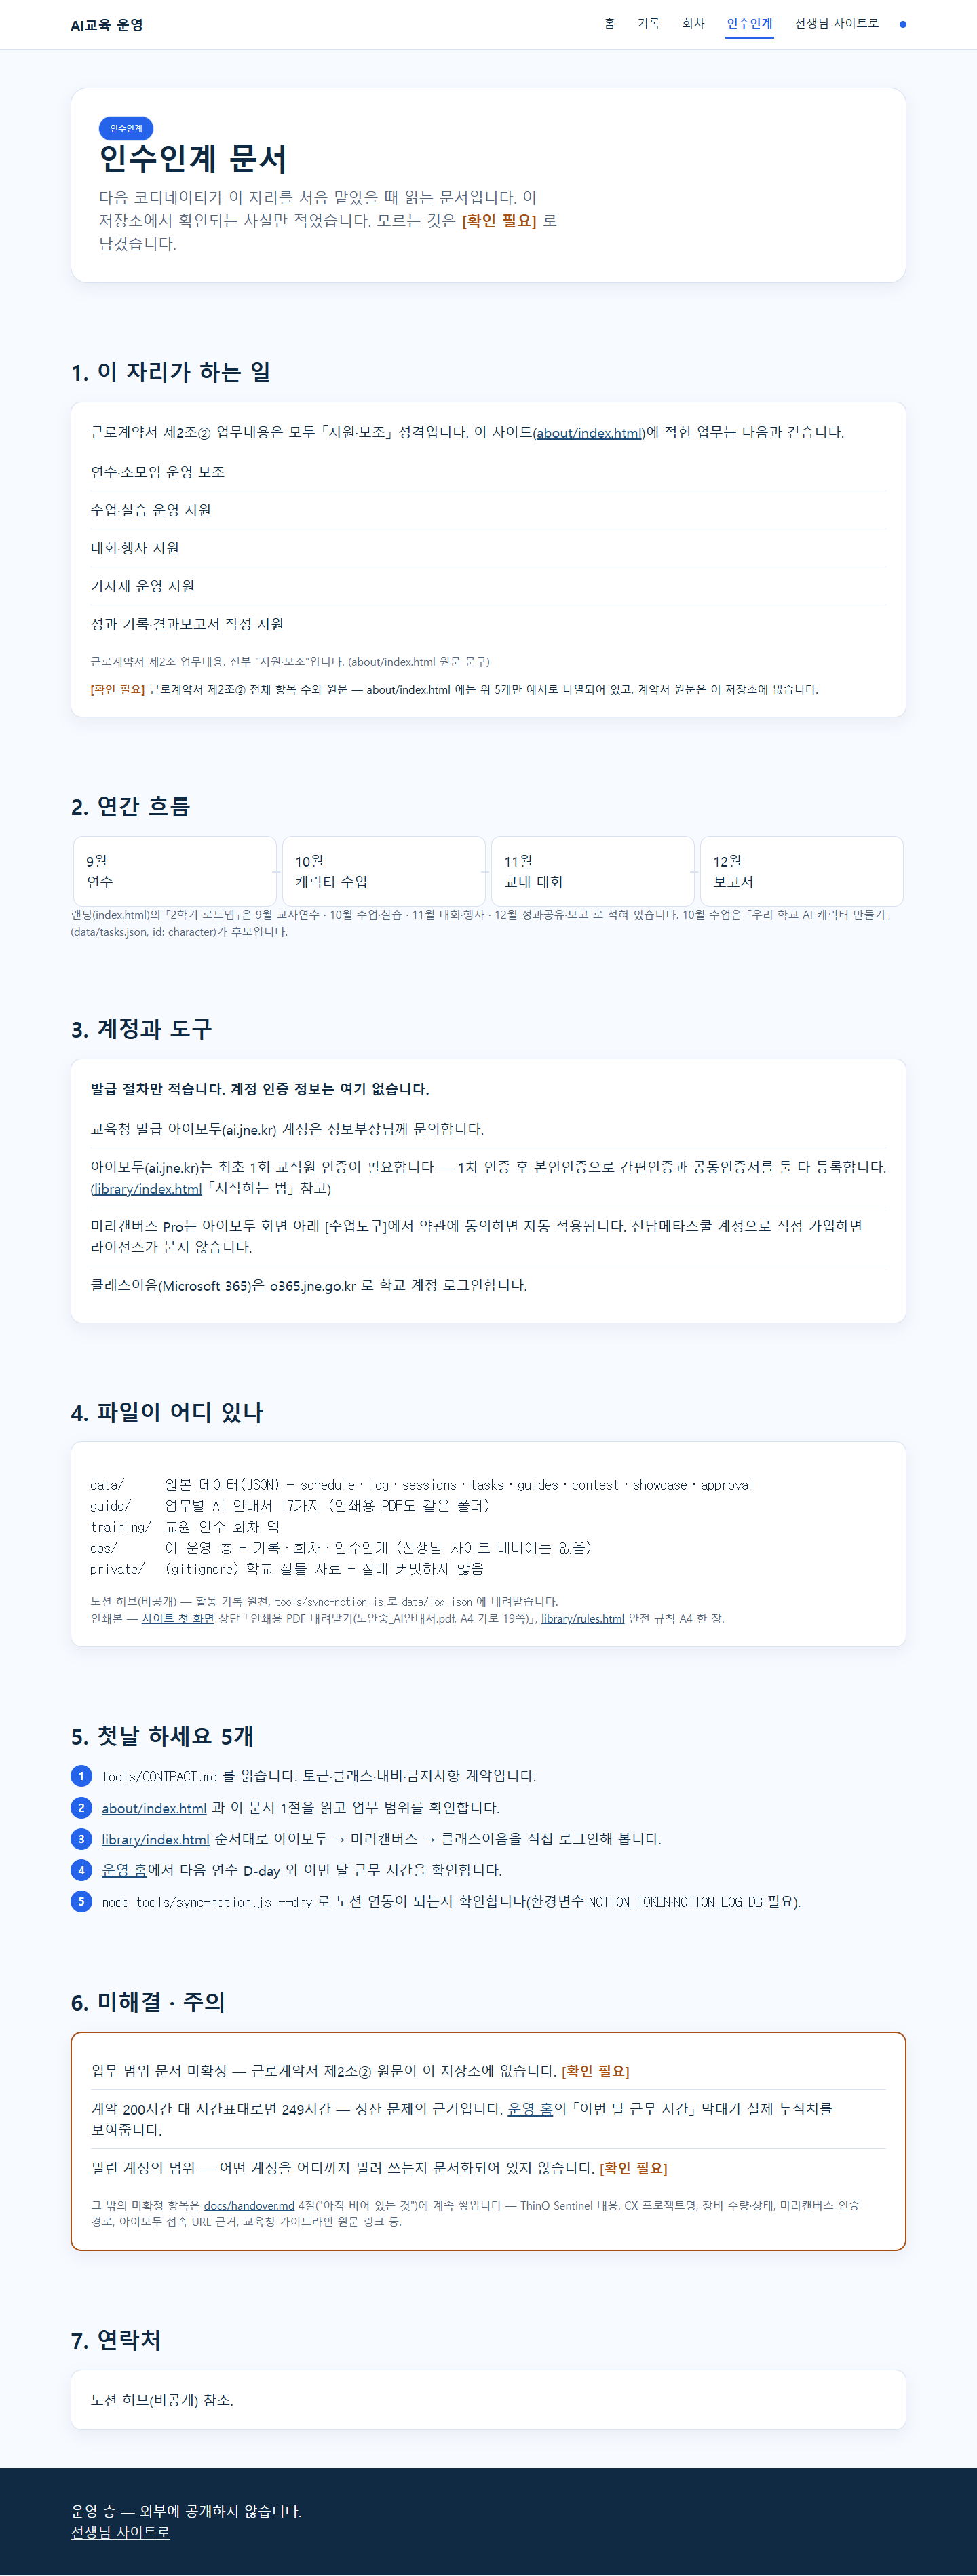 AI교육 운영
홈 기록 회차 인수인계 선생님 사이트로
인수인계
인수인계 문서
다음 코디네이터가 이 자리를 처음 맡았을 때 읽는 문서입니다. 이
저장소에서 확인되는 사실만 적었습니다. 모르는 것은 [확인 필요] 로
남겼습니다.
1. 이 자리가 하는 일
근로계약서 제2조② 업무내용은 모두 「지원·보조」 성격입니다. 이 사이트(about/index.html)에 적힌 업무는 다음과 같습니다.
연수·소모임 운영 보조
수업·실습 운영 지원
대회·행사 지원
기자재 운영 지원
성과 기록·결과보고서 작성 지원
근로계약서 제2조 업무내용. 전부 "지원·보조"입니다. (about/index.html 원문 문구)
[확인 필요] 근로계약서 제2조② 전체 항목 수와 원문 — about/index.html 에는 위 5개만 예시로 나열되어 있고, 계약서 원문은 이 저장소에 없습니다.
2. 연간 흐름
9월
연수
10월
캐릭터 수업
11월
교내 대회
12월
보고서
랜딩(index.html)의 「2학기 로드맵」은 9월 교사연수 · 10월 수업·실습 · 11월 대회·행사 · 12월 성과공유·보고 로 적혀 있습니다. 10월 수업은 「우리 학교 AI 캐릭터 만들기」
(data/tasks.json, id: character)가 후보입니다.
3. 계정과 도구
발급 절차만 적습니다. 계정 인증 정보는 여기 없습니다.
교육청 발급 아이모두(ai.jne.kr) 계정은 정보부장님께 문의합니다.
아이모두(ai.jne.kr)는 최초 1회 교직원 인증이 필요합니다 — 1차 인증 후 본인인증으로 간편인증과 공동인증서를 둘 다 등록합니다.
(library/index.html 「시작하는 법」 참고)
미리캔버스 Pro는 아이모두 화면 아래 [수업도구]에서 약관에 동의하면 자동 적용됩니다. 전남메타스쿨 계정으로 직접 가입하면
라이선스가 붙지 않습니다.
클래스이음(Microsoft 365)은 o365.jne.go.kr 로 학교 계정 로그인합니다.
4. 파일이 어디 있나
data/ 원본 데이터(JSON) — schedule · log · sessions · tasks · guides · contest · showcase · approval
guide/ 업무별 AI 안내서 17가지 (인쇄용 PDF도 같은 폴더)
training/ 교원 연수 회차 덱
ops/ 이 운영 층 — 기록 · 회차 · 인수인계 (선생님 사이트 내비에는 없음)
private/ (gitignore) 학교 실물 자료 — 절대 커밋하지 않음
노션 허브(비공개) — 활동 기록 원천, tools/sync-notion.js 로 data/log.json 에 내려받습니다.
인쇄본 — 사이트 첫 화면 상단 「인쇄용 PDF 내려받기(노안중_AI안내서.pdf, A4 가로 19쪽)」, library/rules.html 안전 규칙 A4 한 장.
5. 첫날 하세요 5개
1 tools/CONTRACT.md 를 읽습니다. 토큰·클래스·내비·금지사항 계약입니다.
2 about/index.html 과 이 문서 1절을 읽고 업무 범위를 확인합니다.
3 library/index.html 순서대로 아이모두 → 미리캔버스 → 클래스이음을 직접 로그인해 봅니다.
4 운영 홈에서 다음 연수 D-day 와 이번 달 근무 시간을 확인합니다.
5 node tools/sync-notion.js --dry 로 노션 연동이 되는지 확인합니다(환경변수 NOTION_TOKEN·NOTION_LOG_DB 필요).
6. 미해결 · 주의
업무 범위 문서 미확정 — 근로계약서 제2조② 원문이 이 저장소에 없습니다. [확인 필요]
계약 200시간 대 시간표대로면 249시간 — 정산 문제의 근거입니다. 운영 홈의 「이번 달 근무 시간」 막대가 실제 누적치를
보여줍니다.
빌린 계정의 범위 — 어떤 계정을 어디까지 빌려 쓰는지 문서화되어 있지 않습니다. [확인 필요]
그 밖의 미확정 항목은 docs/handover.md 4절("아직 비어 있는 것")에 계속 쌓입니다 — ThinQ Sentinel 내용, CX 프로젝트명, 장비 수량·상태, 미리캔버스 인증
경로, 아이모두 접속 URL 근거, 교육청 가이드라인 원문 링크 등.
7. 연락처
노션 허브(비공개) 참조.
운영 층 — 외부에 공개하지 않습니다.
선생님 사이트로